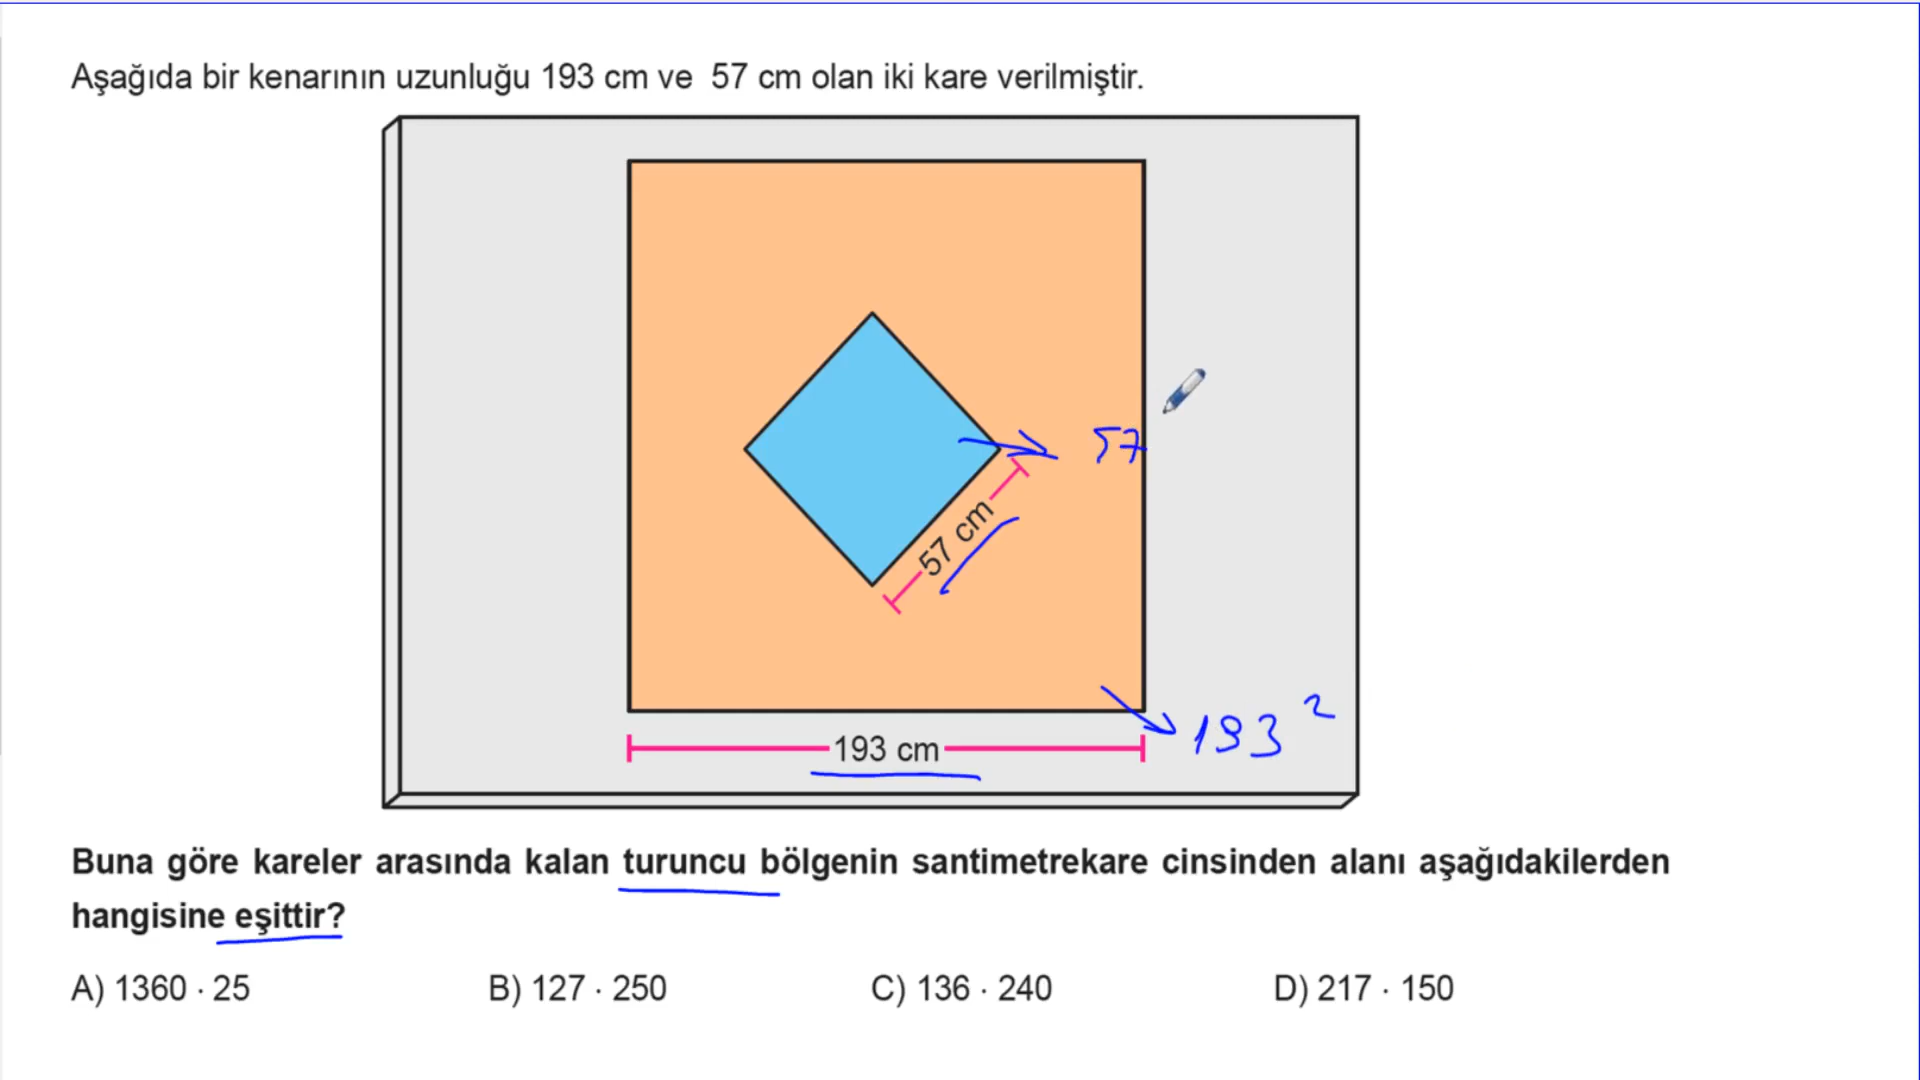 Aşağıda bir kenarının uzunluğu 193 cm ve 57 cm olan iki kare verilmiştir.
57
57 cm
193 cm
193²
Buna göre kareler arasında kalan turuncu bölgenin santimetrekare cinsinden alanı aşağıdakilerden
hangisine eşittir?
A) 1360 · 25 B) 127 · 250 C) 136 · 240 D) 217 · 150